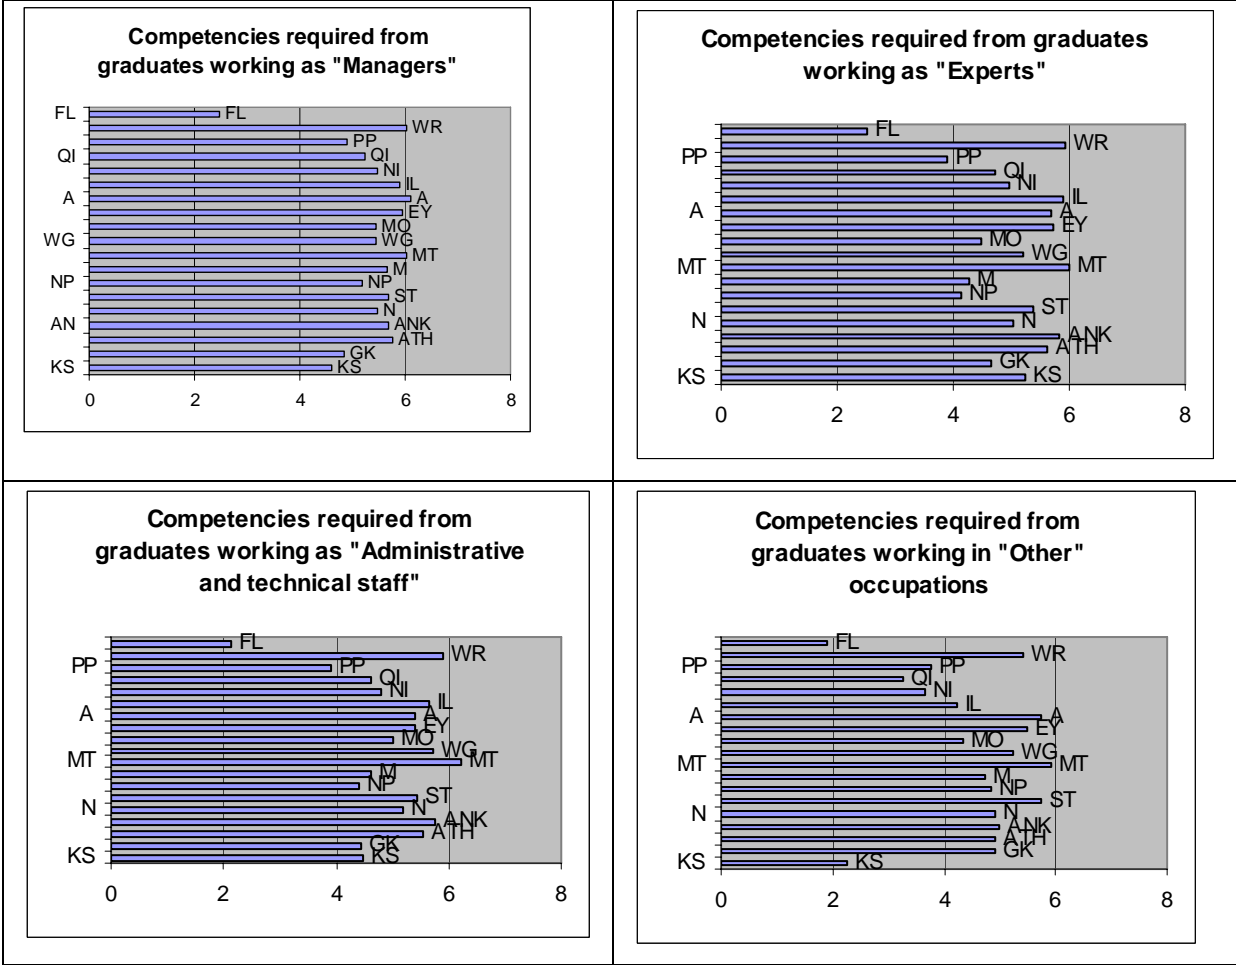 Competencies required from
graduates working as "Managers"
FL
QI
A
WG
NP
AN
KS
FL
WR
PP
QI
NI
IL
A
EY
MO
WG
MT
M
NP
ST
N
ANK
ATH
GK
KS
0 2 4 6 8
Competencies required from graduates
working as "Experts"
PP
A
MT
N
KS
FL
WR
PP
QI
NI
IL
A
EY
MO
WG
MT
M
NP
ST
N
ANK
ATH
GK
KS
0 2 4 6 8
Competencies required from
graduates working as "Administrative
and technical staff"
PP
A
MT
N
KS
FL
WR
PP
QI
NI
IL
A
EY
MO
WG
MT
M
NP
ST
N
ANK
ATH
GK
KS
0 2 4 6 8
Competencies required from
graduates working in "Other"
occupations
PP
A
MT
N
KS
FL
WR
PP
QI
NI
IL
A
EY
MO
WG
MT
M
NP
ST
N
ANK
ATH
GK
KS
0 2 4 6 8